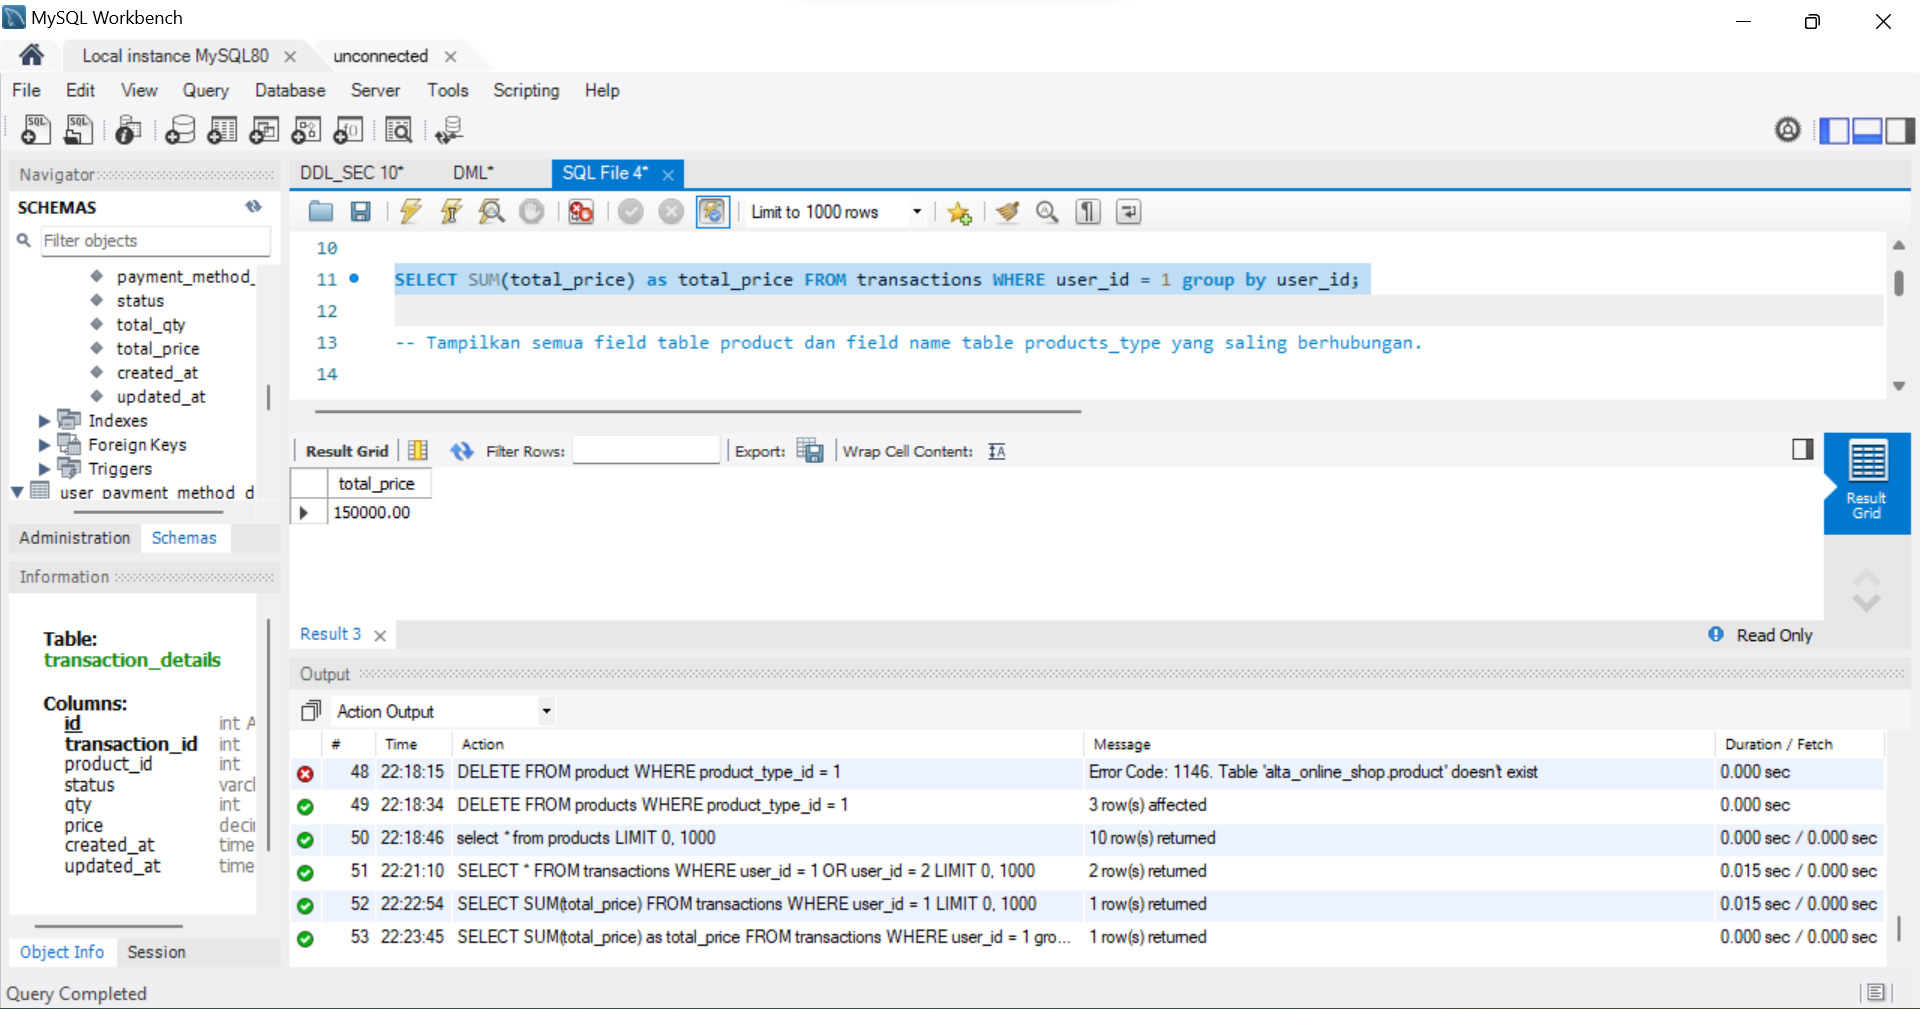 MySQL Workbench
Local instance MySQL80
unconnected
File Edit View Query Database Server Tools Scripting Help
Navigator
SCHEMAS
Filter objects
payment_method_
status
total_qty
total_price
created_at
updated_at
Indexes
Foreign Keys
Triggers
user_payment_method_d
Administration Schemas
Information
Table:
transaction_details
Columns:
id int A
transaction_id int
product_id int
status varcl
qty int
price deci
created_at time
updated_at time
Object Info Session
DDL_SEC 10* DML* SQL File 4*
Limit to 1000 rows
10
11 SELECT SUM(total_price) as total_price FROM transactions WHERE user_id = 1 group by user_id;
12
13 -- Tampilkan semua field table product dan field name table products_type yang saling berhubungan.
14
Result Grid Filter Rows: Export: Wrap Cell Content:
total_price
150000.00
Result Grid
Result 3
Read Only
Output
Action Output
# Time Action Message Duration / Fetch
48 22:18:15 DELETE FROM product WHERE product_type_id = 1 Error Code: 1146. Table 'alta_online_shop.product' doesn't exist 0.000 sec
49 22:18:34 DELETE FROM products WHERE product_type_id = 1 3 row(s) affected 0.000 sec
50 22:18:46 select * from products LIMIT 0, 1000 10 row(s) returned 0.000 sec / 0.000 sec
51 22:21:10 SELECT * FROM transactions WHERE user_id = 1 OR user_id = 2 LIMIT 0, 1000 2 row(s) returned 0.015 sec / 0.000 sec
52 22:22:54 SELECT SUM(total_price) FROM transactions WHERE user_id = 1 LIMIT 0, 1000 1 row(s) returned 0.015 sec / 0.000 sec
53 22:23:45 SELECT SUM(total_price) as total_price FROM transactions WHERE user_id = 1 gro... 1 row(s) returned 0.000 sec / 0.000 sec
Query Completed